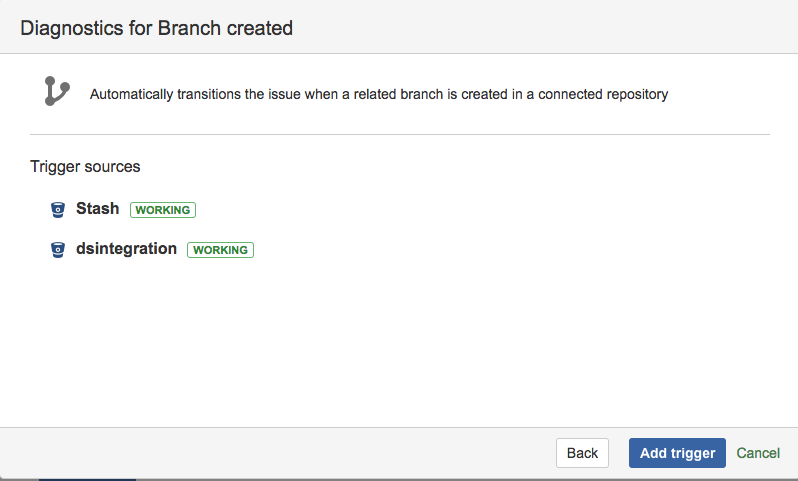 Diagnostics for Branch created
Automatically transitions the issue when a related branch is created in a connected repository
Trigger sources
Stash WORKING
dsintegration WORKING
Back Add trigger Cancel